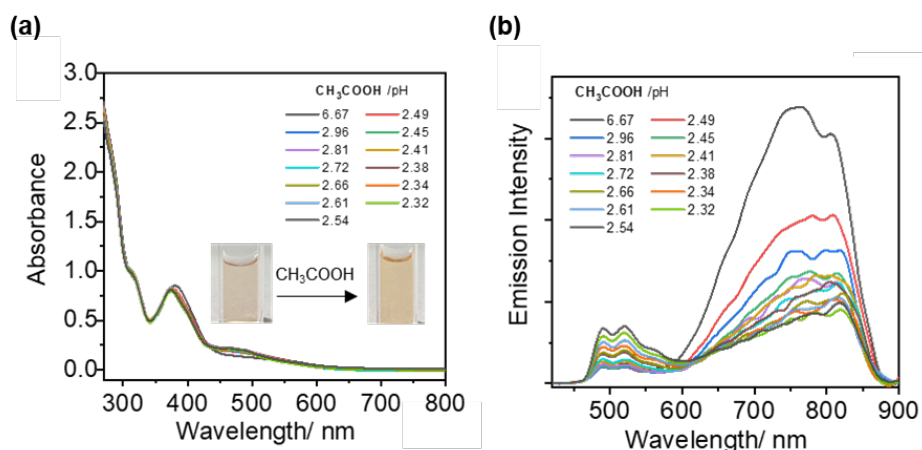 (a)
(b)
Absorbance
3.0
2.5
2.0
1.5
1.0
0.5
0.0
CH₃COOH /pH
6.67 2.49
2.96 2.45
2.81 2.41
2.72 2.38
2.66 2.34
2.61 2.32
2.54
CH₃COOH
300 400 500 600 700 800
Wavelength/ nm
Emission Intensity
CH₃COOH /pH
6.67 2.49
2.96 2.45
2.81 2.41
2.72 2.38
2.66 2.34
2.61 2.32
2.54
500 600 700 800 900
Wavelength/ nm